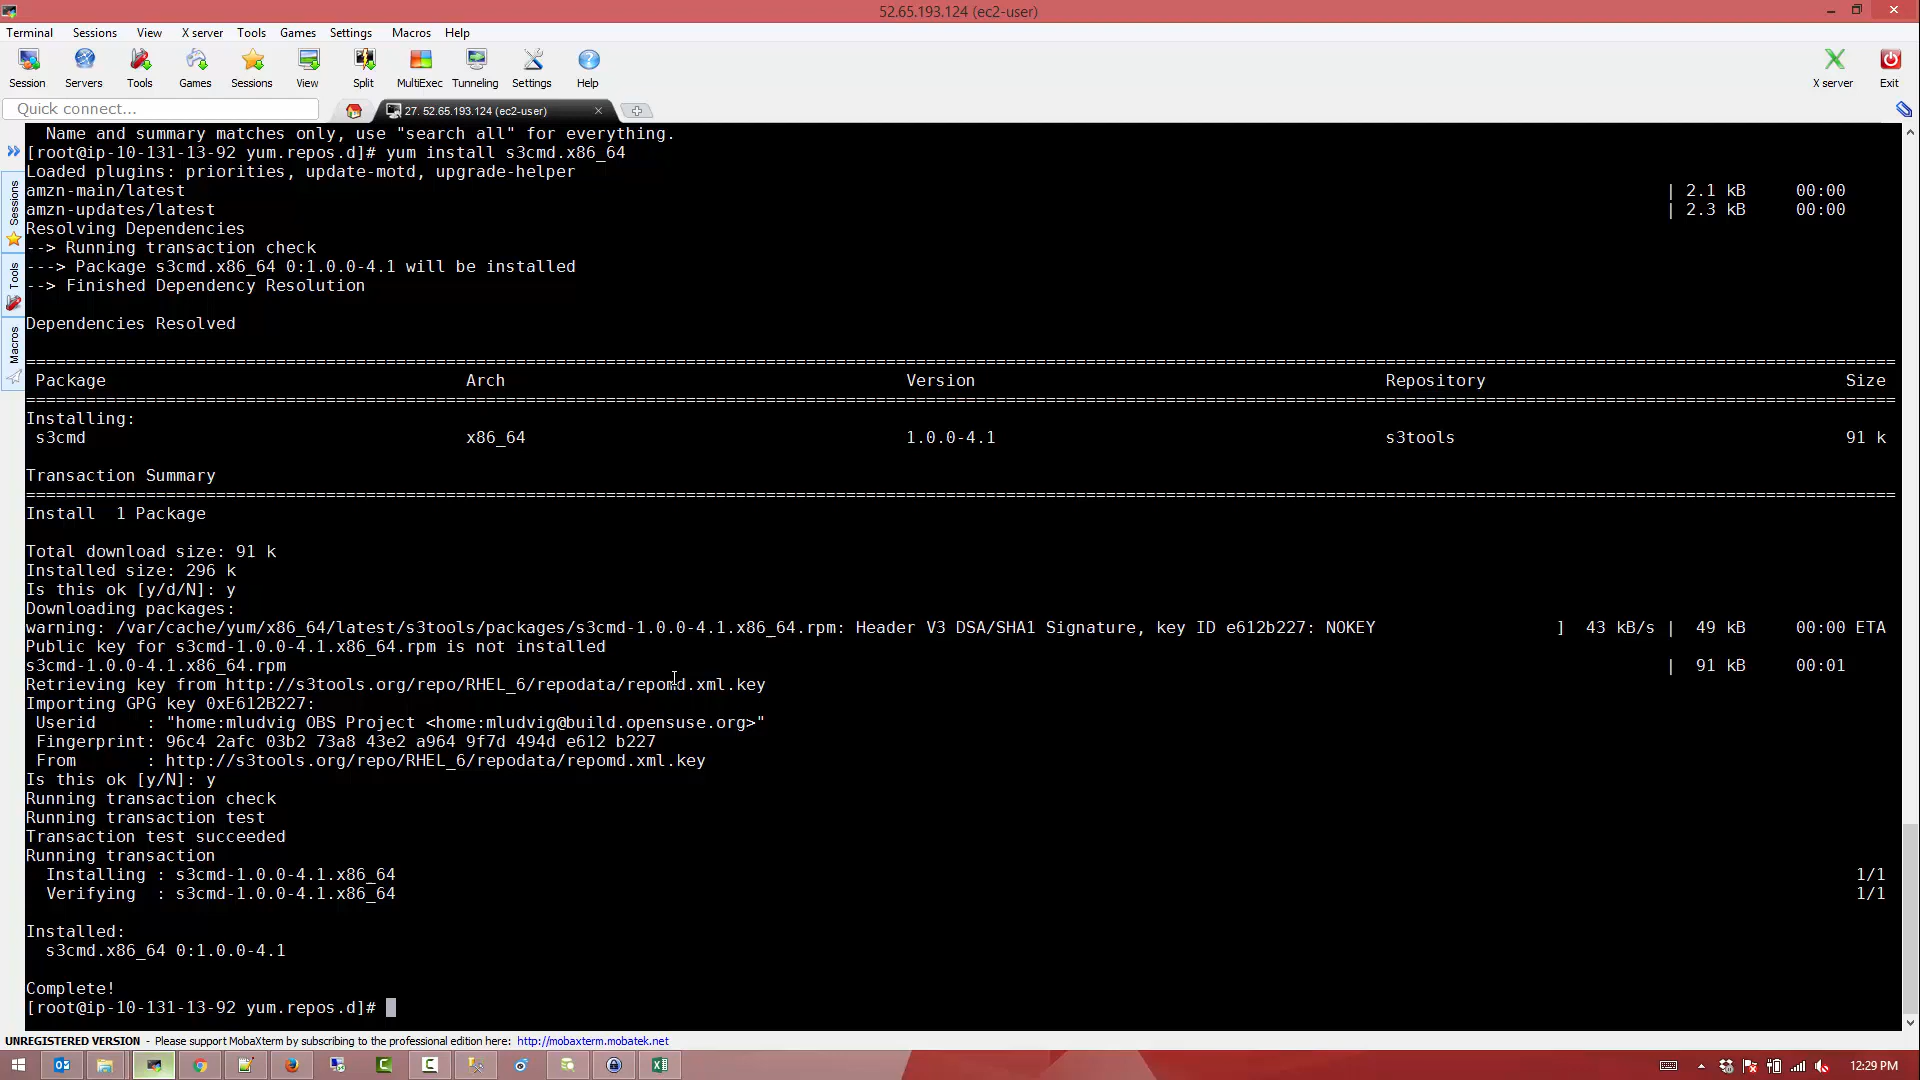 52.65.193.124 (ec2-user)
Terminal Sessions View X server Tools Games Settings Macros Help
Session Servers Tools Games Sessions View Split MultiExec Tunneling Settings Help X server Exit
Quick connect...
27. 52.65.193.124 (ec2-user)
Sessions
Tools
Macros
Name and summary matches only, use "search all" for everything.
[root@ip-10-131-13-92 yum.repos.d]# yum install s3cmd.x86_64
Loaded plugins: priorities, update-motd, upgrade-helper
amzn-main/latest | 2.1 kB 00:00
amzn-updates/latest | 2.3 kB 00:00
Resolving Dependencies
--> Running transaction check
---> Package s3cmd.x86_64 0:1.0.0-4.1 will be installed
--> Finished Dependency Resolution
Dependencies Resolved
Package Arch Version Repository Size
Installing:
s3cmd x86_64 1.0.0-4.1 s3tools 91 k
Transaction Summary
Install 1 Package
Total download size: 91 k
Installed size: 296 k
Is this ok [y/d/N]: y
Downloading packages:
warning: /var/cache/yum/x86_64/latest/s3tools/packages/s3cmd-1.0.0-4.1.x86_64.rpm: Header V3 DSA/SHA1 Signature, key ID e612b227: NOKEY ] 43 kB/s | 49 kB 00:00 ETA
Public key for s3cmd-1.0.0-4.1.x86_64.rpm is not installed
s3cmd-1.0.0-4.1.x86_64.rpm | 91 kB 00:01
Retrieving key from http://s3tools.org/repo/RHEL_6/repodata/repomd.xml.key
Importing GPG key 0xE612B227:
Userid : "home:mludvig OBS Project <home:mludvig@build.opensuse.org>"
Fingerprint: 96c4 2afc 03b2 73a8 43e2 a964 9f7d 494d e612 b227
From : http://s3tools.org/repo/RHEL_6/repodata/repomd.xml.key
Is this ok [y/N]: y
Running transaction check
Running transaction test
Transaction test succeeded
Running transaction
Installing : s3cmd-1.0.0-4.1.x86_64 1/1
Verifying : s3cmd-1.0.0-4.1.x86_64 1/1
Installed:
s3cmd.x86_64 0:1.0.0-4.1
Complete!
[root@ip-10-131-13-92 yum.repos.d]#
UNREGISTERED VERSION - Please support MobaXterm by subscribing to the professional edition here: http://mobaxterm.mobatek.net
12:29 PM